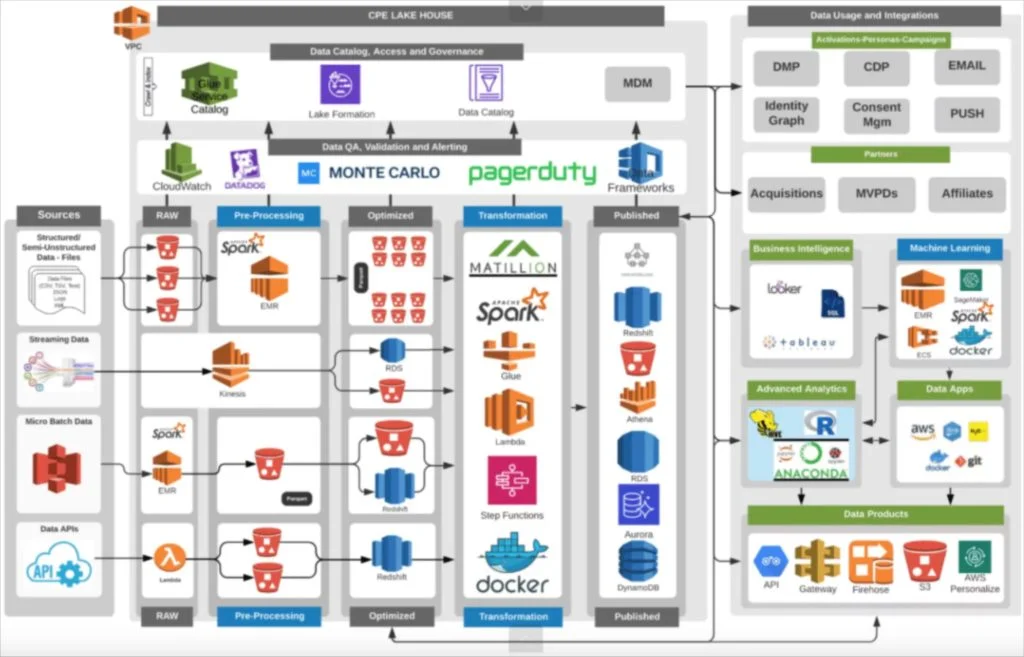 CPE LAKE HOUSE
VPC
Data Catalog, Access and Governance
Crawl & Index
Glue
Service
Catalog
Lake Formation
Data Catalog
MDM
Data QA, Validation and Alerting
CloudWatch
DATADOG
MC MONTE CARLO
pagerduty
Data
Frameworks
Sources
RAW
Pre-Processing
Optimized
Transformation
Published
Structured/
Semi-Unstructured
Data - Files
Data Files
(CSV, TSV, Text)
JSON
Logs
XML
APACHE
Spark
EMR
Parquet
Streaming Data
Kinesis
RDS
Micro Batch Data
Spark
EMR
Parquet
Redshift
Data APIs
API
Lambda
Redshift
MATILLION
APACHE
Spark
Glue
Lambda
Step Functions
docker
Redshift
Athena
RDS
Aurora
DynamoDB
RAW
Pre-Processing
Optimized
Transformation
Published
Data Usage and Integrations
Activations-Personas-Campaigns
DMP
CDP
EMAIL
Identity
Graph
Consent
Mgm
PUSH
Partners
Acquisitions
MVPDs
Affiliates
Business Intelligence
looker
SQL
+tableau
Machine Learning
EMR
SageMaker
APACHE
Spark
ECS
docker
Advanced Analytics
HIVE
R
jupyter
ANACONDA
Data Apps
aws
docker
git
Data Products
API
Gateway
Firehose
S3
AWS
Personalize